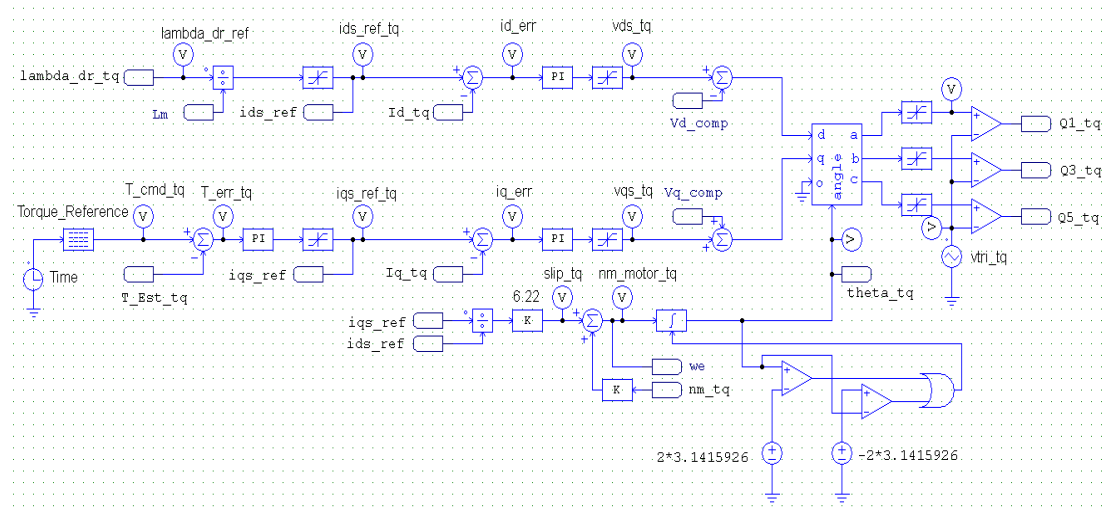 lambda_dr_ref
ids_ref_tq
id_err
vds_tq
V
V
V
V
V
lambda_dr_tq
PI
Lm
ids_ref
Id_tq
Vd_comp
d a
q b
o c
angle
Q1_tq
Q3_tq
Q5_tq
T_cmd_tq
T_err_tq
iqs_ref_tq
iq_err
vqs_tq
Vq_comp
Torque_Reference
V
V
V
V
V
PI
PI
V
V
vtri_tq
Time
T_Est_tq
iqs_ref
Iq_tq
theta_tq
slip_tq
nm_motor_tq
6.22
V
V
iqs_ref
K
ids_ref
we
K
nm_tq
2*3.1415926
-2*3.1415926